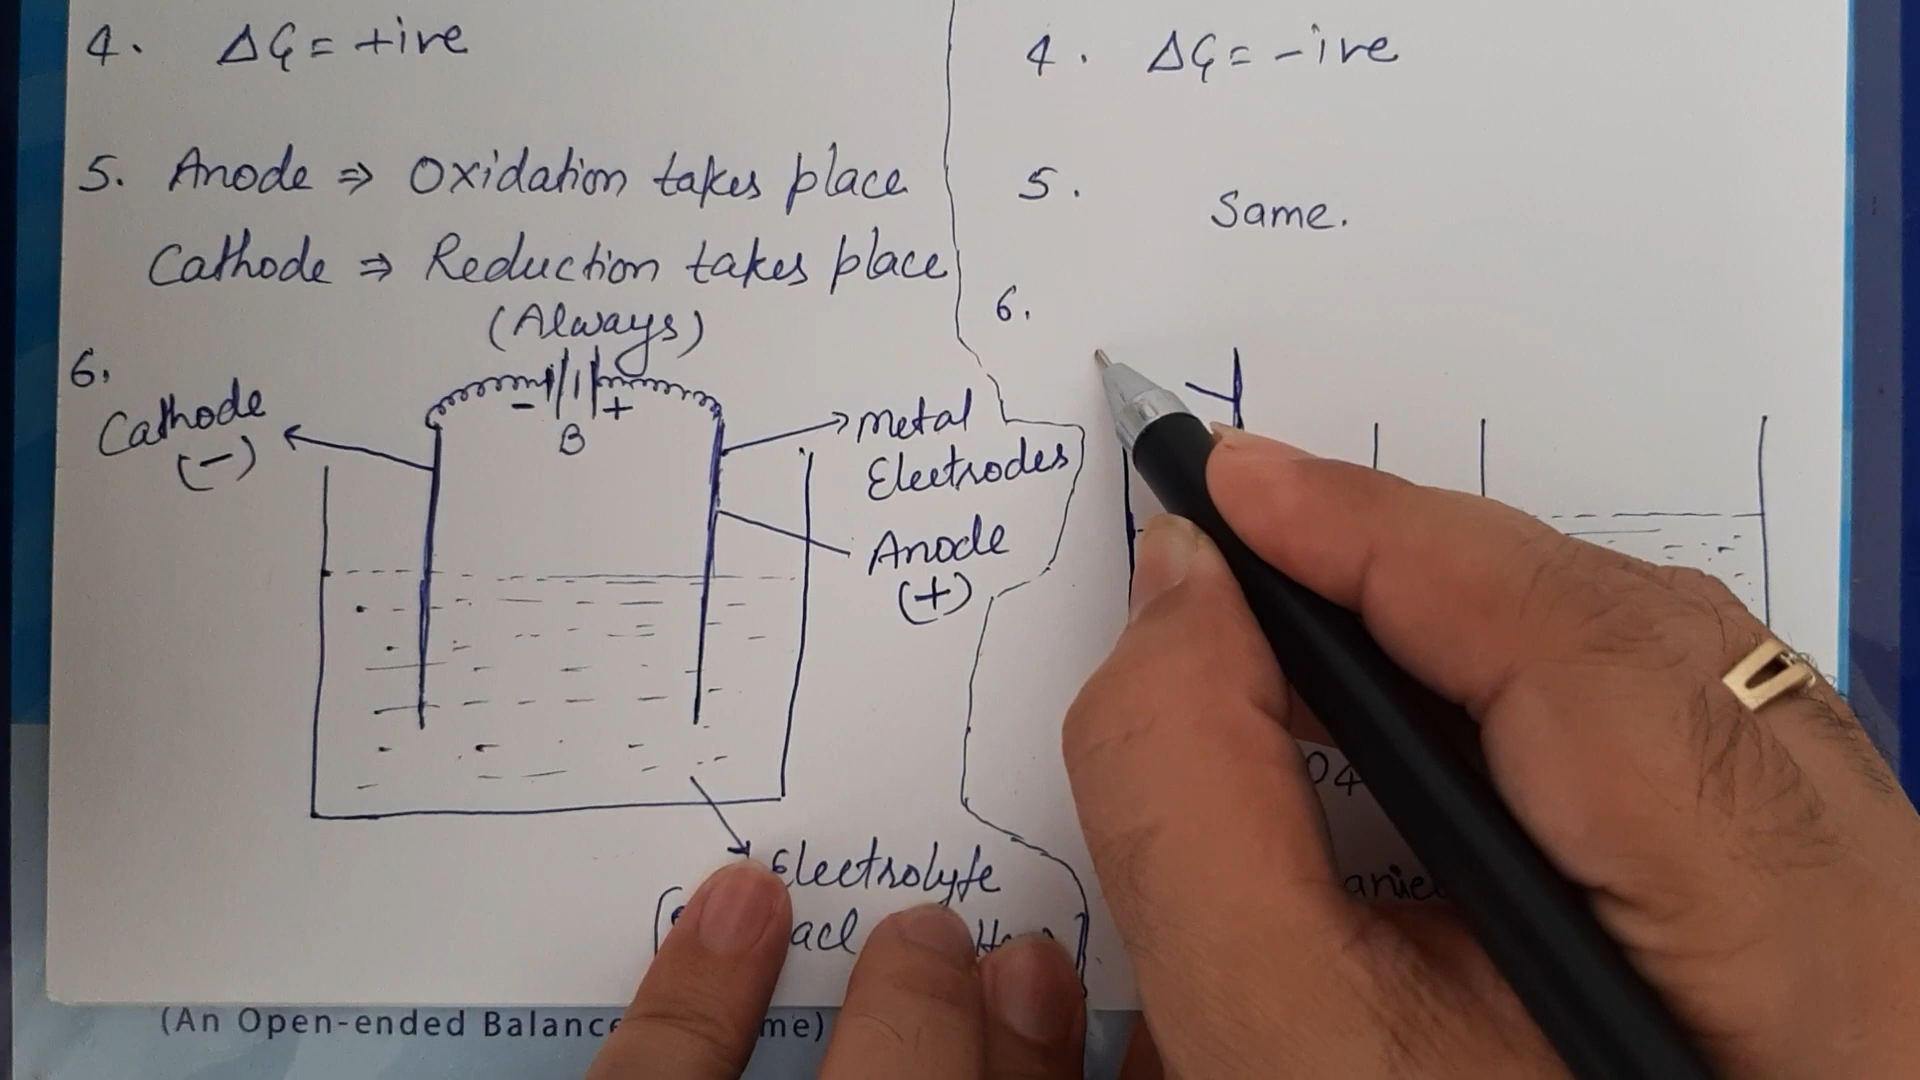 4. ΔG = +ive
5. Anode ⇒ Oxidation takes place
Cathode ⇒ Reduction takes place
(Always)
6.
Cathode
(-)
- +
B
Metal
Electrodes
Anode
(+)
Electrolyte
4. ΔG = -ive
5.
Same.
6.
(An Open-ended